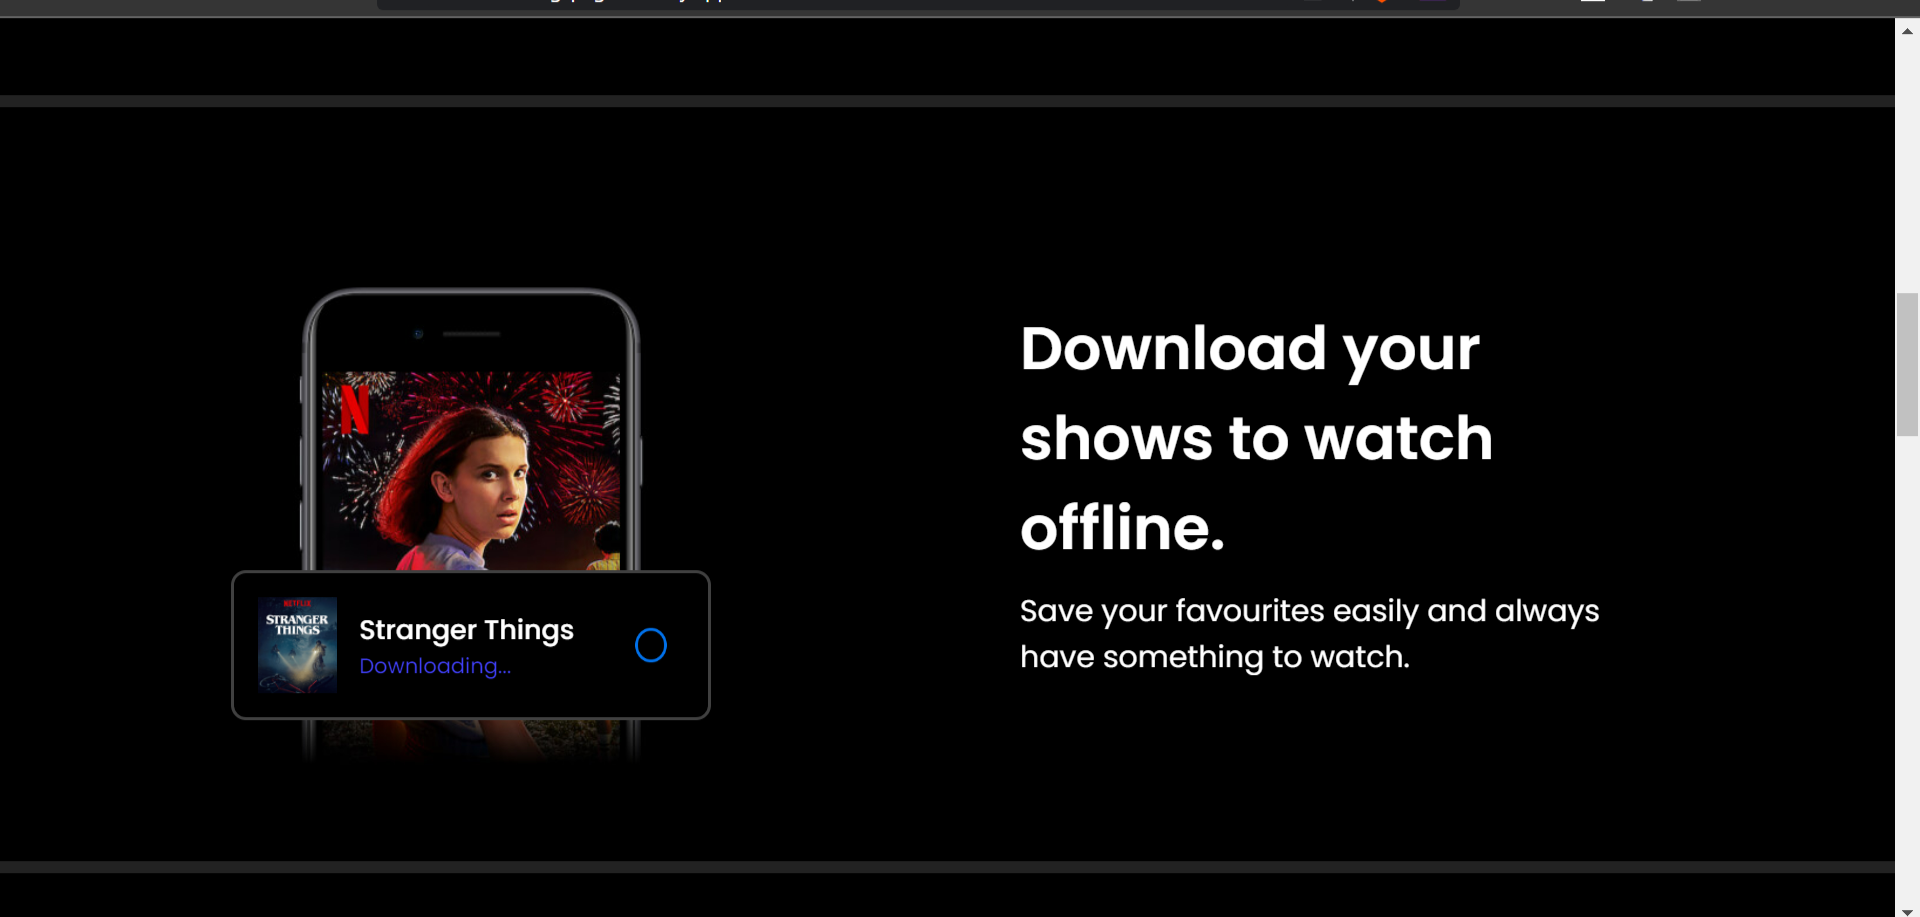 N
NETFLIX
STRANGER
THINGS
Stranger Things
Downloading...
Download your
shows to watch
offline.
Save your favourites easily and always
have something to watch.